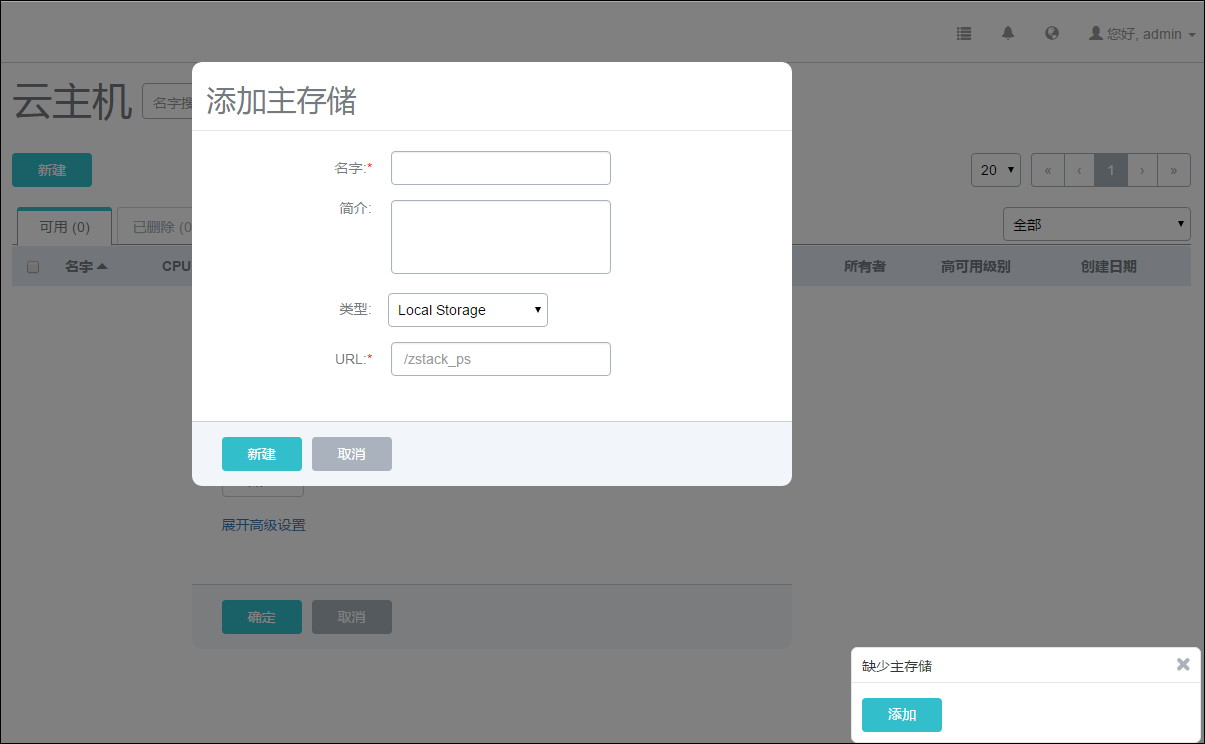 您好, admin
云主机
名字搜
添加主存储
名字:*
新建
20
«
‹
1
›
»
简介:
可用 (0)
已删除 (0
全部
名字
CPU
所有者
高可用级别
创建日期
类型:
Local Storage
URL:*
/zstack_ps
新建
取消
展开高级设置
确定
取消
缺少主存储
添加